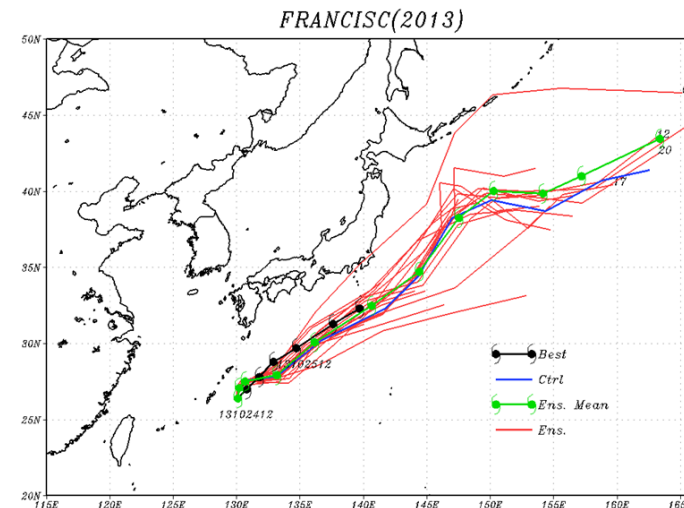 FRANCISC(2013)
50N
45N
12
20
40N
17
35N
30N
13102512
Best
Ctrl
13102412
Ens. Mean
25N
Ens.
20N
115E 120E 125E 130E 135E 140E 145E 150E 155E 160E 165